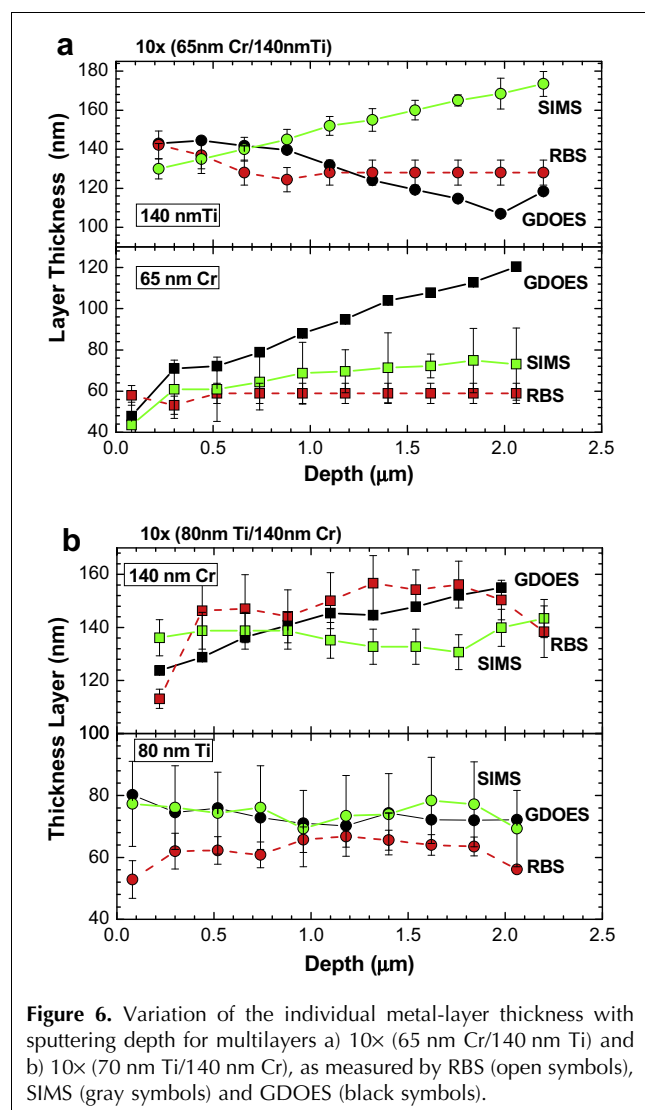 a
10x (65nm Cr/140nmTi)
180
160
140
120
100
SIMS
RBS
GDOES
140 nmTi
Layer Thickness (nm)
120
100
80
60
40
65 nm Cr
GDOES
SIMS
RBS
0.0 0.5 1.0 1.5 2.0 2.5
Depth (μm)
b
10x (80nm Ti/140nm Cr)
140 nm Cr
160
140
120
100
GDOES
SIMS
RBS
Thickness Layer (nm)
80 nm Ti
80
60
40
SIMS
GDOES
RBS
0.0 0.5 1.0 1.5 2.0 2.5
Depth (μm)
Figure 6. Variation of the individual metal-layer thickness with
sputtering depth for multilayers a) 10× (65 nm Cr/140 nm Ti) and
b) 10× (70 nm Ti/140 nm Cr), as measured by RBS (open symbols),
SIMS (gray symbols) and GDOES (black symbols).